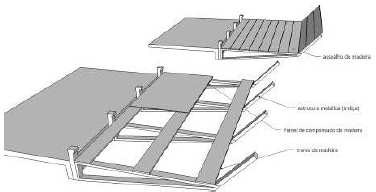 assoalho de madeira
estrutura metálica (treliça)
Painel de compensado de madeira
trama de madeira